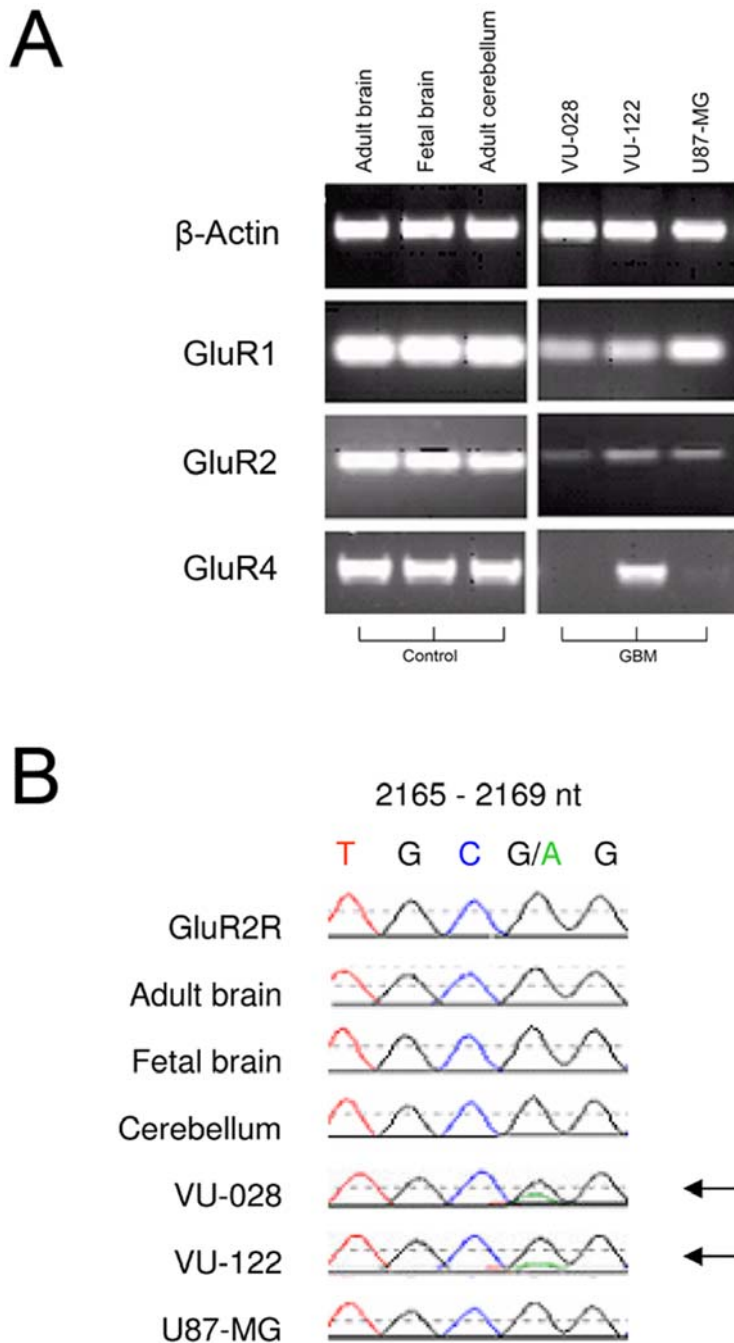 A
Adult brain
Fetal brain
Adult cerebellum
VU-028
VU-122
U87-MG
β-Actin
GluR1
GluR2
GluR4
Control
GBM
B
2165 - 2169 nt
T G C G/A G
GluR2R
Adult brain
Fetal brain
Cerebellum
VU-028
VU-122
U87-MG